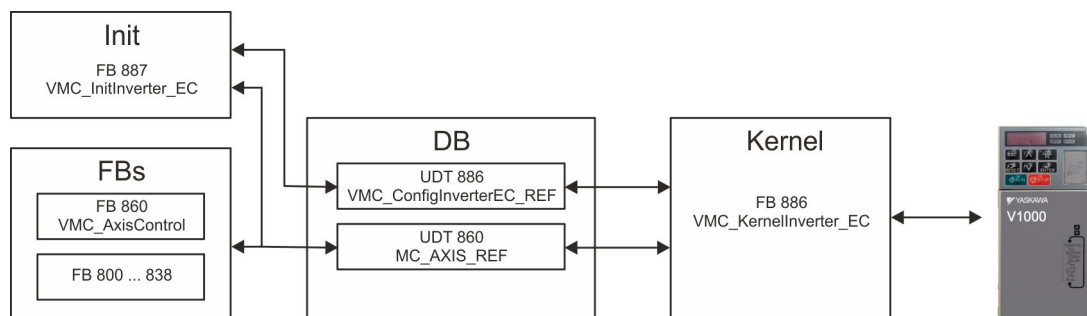 Init
FB 887
VMC_InitInverter_EC
FBs
FB 860
VMC_AxisControl
FB 800 ... 838
DB
UDT 886
VMC_ConfigInverterEC_REF
UDT 860
MC_AXIS_REF
Kernel
FB 886
VMC_KernelInverter_EC
YASKAWA
V1000